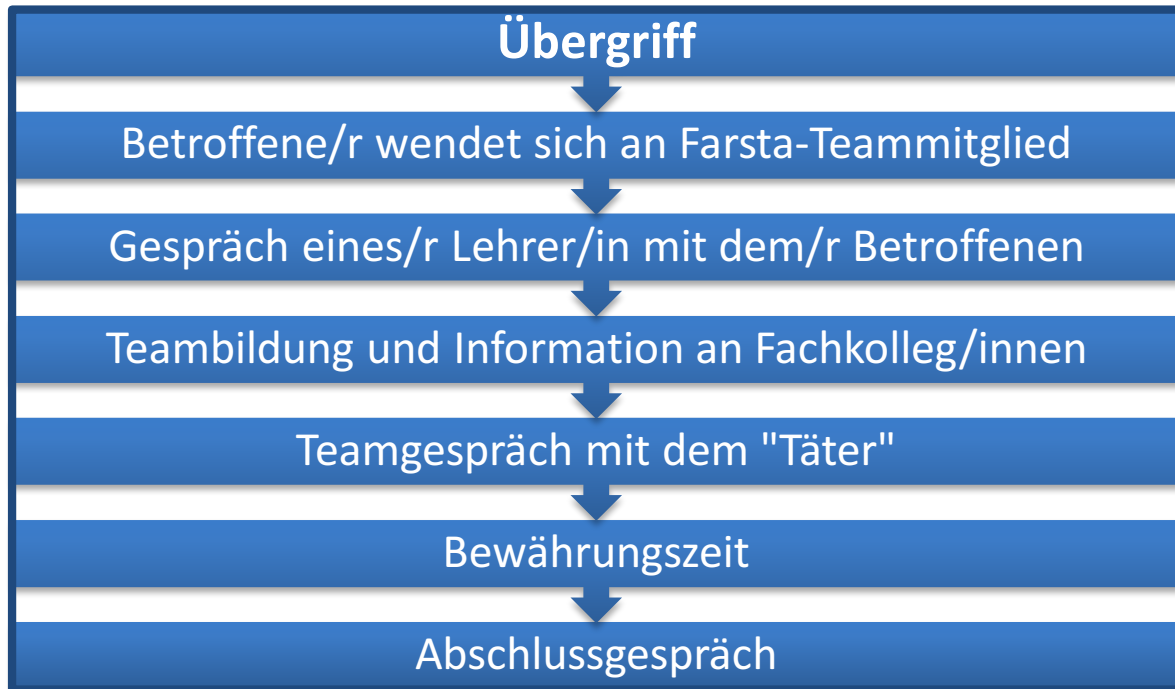 Übergriff
Betroffene/r wendet sich an Farsta-Teammitglied
Gespräch eines/r Lehrer/in mit dem/r Betroffenen
Teambildung und Information an Fachkolleg/innen
Teamgespräch mit dem "Täter"
Bewährungszeit
Abschlussgespräch